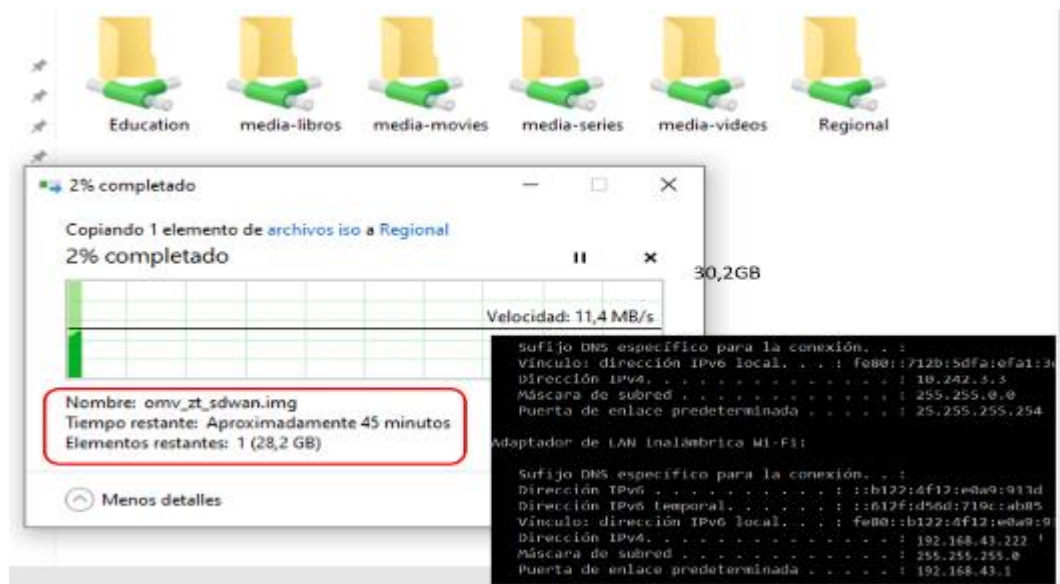 Education media-libros media-movies media-series media-videos Regional
2% completado
Copiando 1 elemento de archivos iso a Regional
2% completado
30,2GB
Velocidad: 11,4 MB/s
Nombre: omv_zt_sdwan.img
Tiempo restante: Aproximadamente 45 minutos
Elementos restantes: 1 (28,2 GB)
Menos detalles
Sufijo DNS específico para la conexión. . :
Vínculo: dirección IPv6 local. . . : fe80::712b:5dfa:efa1:3
Dirección IPv4. . . . . . . . . . . . . . : 10.242.3.3
Máscara de subred . . . . . . . . . . . . : 255.255.0.0
Puerta de enlace predeterminada . . . . . : 25.255.255.254
Adaptador de LAN inalámbrica Wi-Fi:
Sufijo DNS específico para la conexión. . :
Dirección IPv6 . . . . . . . . . . : ::b122:4f12:e0a9:913d
Dirección IPv6 temporal. . . . . . : ::612f:d56d:719c:ab85
Vínculo: dirección IPv6 local. . . : fe80::b122:4f12:e0a9:9
Dirección IPv4. . . . . . . . . . . . . . : 192.168.43.222
Máscara de subred . . . . . . . . . . . . : 255.255.255.0
Puerta de enlace predeterminada . . . . . : 192.168.43.1